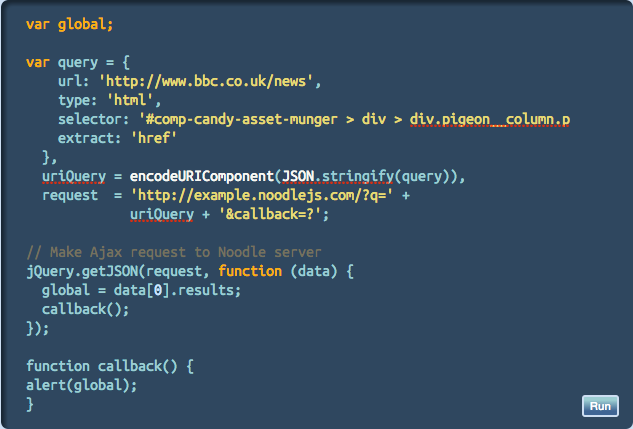 var global;
var query = {
url: 'http://www.bbc.co.uk/news',
type: 'html',
selector: '#comp-candy-asset-munger > div > div.pigeon__column.p
extract: 'href'
},
uriQuery = encodeURIComponent(JSON.stringify(query)),
request  = 'http://example.noodlejs.com/?q=' +
uriQuery + '&callback=?';
// Make Ajax request to Noodle server
jQuery.getJSON(request, function (data) {
global = data[0].results;
callback();
});
function callback() {
alert(global);
}
Run